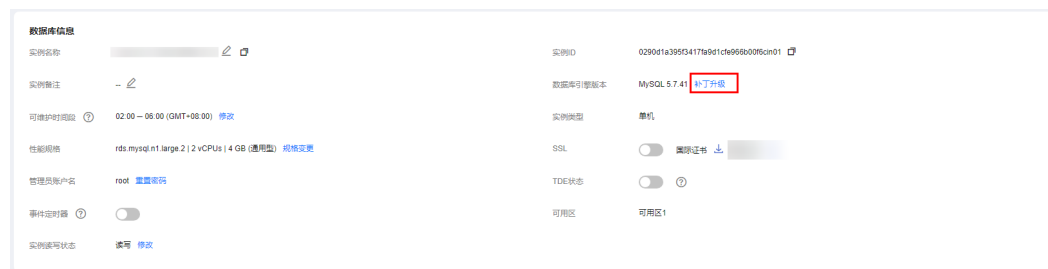 数据库信息
实例名称
实例ID 0290d1a395f3417fa9d1cfe966b00f6cin01
实例备注 --
数据库引擎版本 MySQL 5.7.41 补丁升级
可维护时间段 02:00 — 06:00 (GMT+08:00) 修改
实例类型 单机
性能规格 rds.mysql.n1.large.2 | 2 vCPUs | 4 GB (通用型) 规格变更
SSL 国际证书
管理员账户名 root 重置密码
TDE状态
事件定时器
可用区 可用区1
实例读写状态 读写 修改